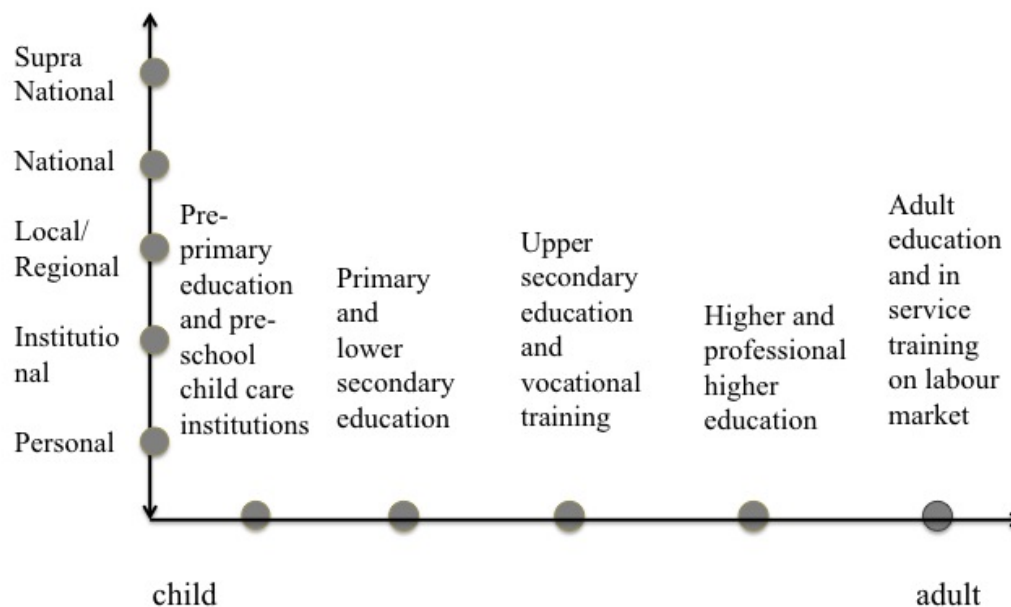 Supra
National
National
Local/
Regional
Institutio
nal
Personal
Pre-
primary
education
and pre-
school
child care
institutions
Primary
and
lower
secondary
education
Upper
secondary
education
and
vocational
training
Higher and
professional
higher
education
Adult
education
and in
service
training
on labour
market
child
adult